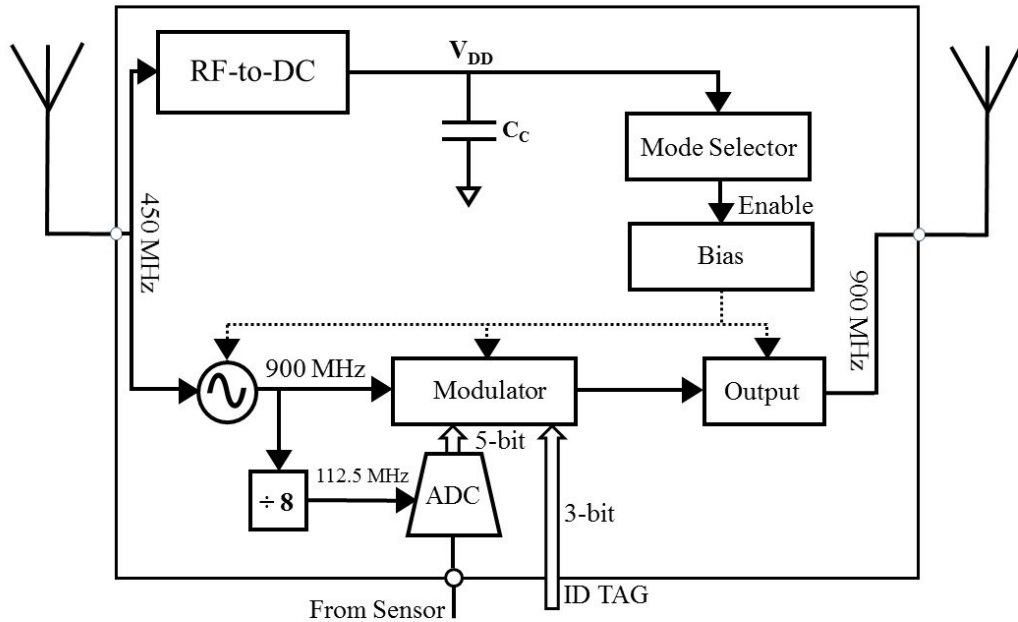 RF-to-DC
V_DD
C_C
Mode Selector
Enable
Bias
450 MHz
900 MHz
900 MHz
Modulator
Output
5-bit
÷ 8
112.5 MHz
ADC
3-bit
From Sensor
ID TAG